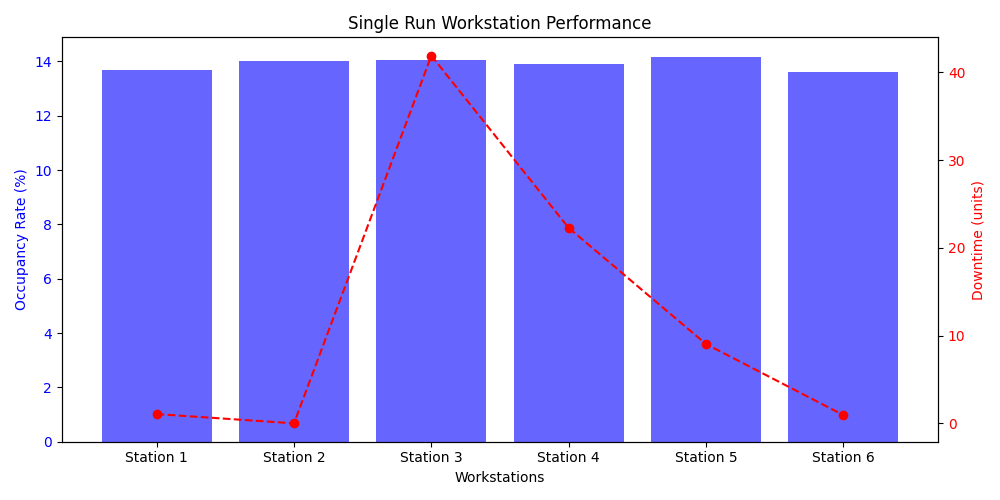 Single Run Workstation Performance
Occupancy Rate (%)
14
12
10
8
6
4
2
0
40
30
20
10
0
Downtime (units)
Station 1
Station 2
Station 3
Station 4
Station 5
Station 6
Workstations